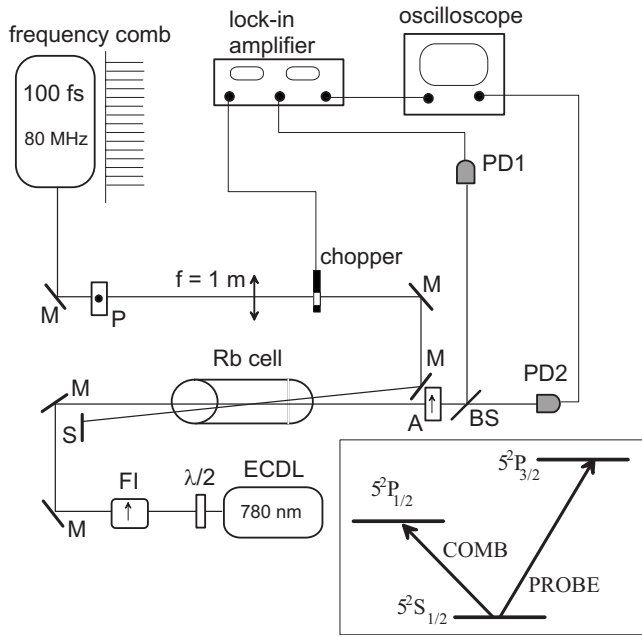 frequency comb
100 fs
80 MHz
lock-in
amplifier
oscilloscope
PD1
chopper
f = 1 m
M
P
M
Rb cell
M
M
PD2
S
A
BS
FI
λ/2
ECDL
780 nm
M
5²P₃/₂
5²P₁/₂
COMB
PROBE
5²S₁/₂